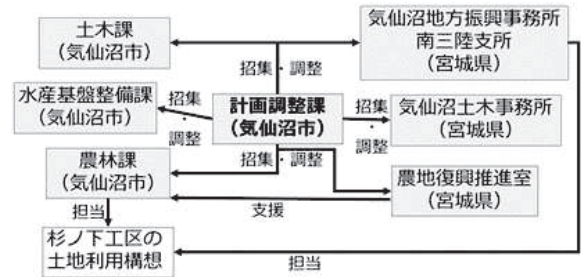 土木課
(気仙沼市)
気仙沼地方振興事務所
南三陸支所
(宮城県)
招集・調整
水産基盤整備課
(気仙沼市)
招集
・
調整
計画調整課
(気仙沼市)
招集
・
調整
気仙沼土木事務所
(宮城県)
農林課
(気仙沼市)
招集・調整
農地復興推進室
(宮城県)
担当
支援
杉ノ下工区の
土地利用構想
担当